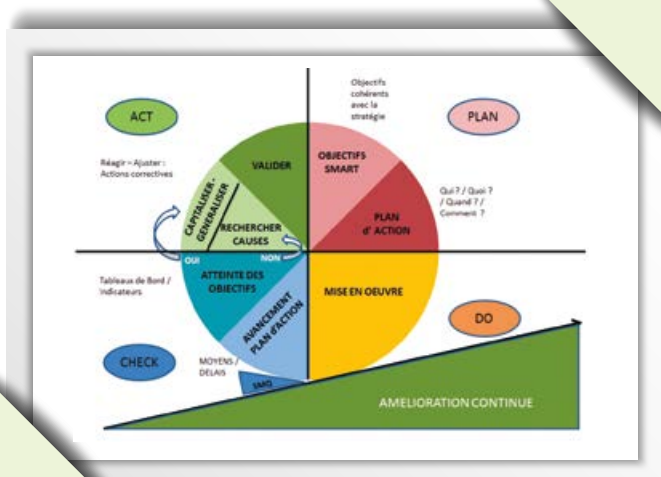 Objectifs
cohérents
avec la
stratégie
ACT
PLAN
Réagir – Ajuster :
Actions correctives
VALIDER
OBJECTIFS
SMART
CAPITALISER -
GENERALISER
RECHERCHER
CAUSES
PLAN
d' ACTION
Qui ? / Quoi ?
/ Quand ? /
Comment ?
OUI
NON
Tableaux de Bord /
Indicateurs
ATTEINTE DES
OBJECTIFS
MISE EN OEUVRE
AVANCEMENT
PLAN d'ACTION
DO
CHECK
MOYENS /
DELAIS
SMQ
AMELIORATION CONTINUE